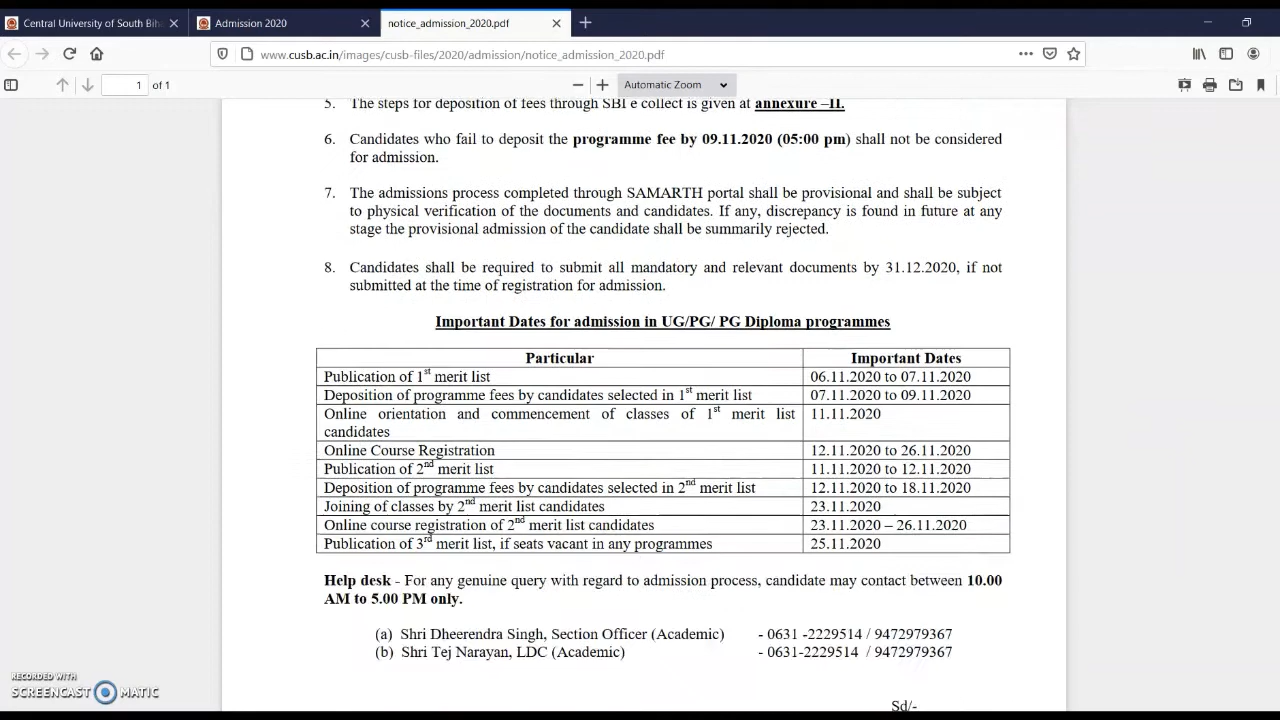 Central University of South Bih
Admission 2020
notice_admission_2020.pdf
www.cusb.ac.in/images/cusb-files/2020/admission/notice_admission_2020.pdf
1 of 1
Automatic Zoom
5. The steps for deposition of fees through SBI e collect is given at annexure –II.
6. Candidates who fail to deposit the programme fee by 09.11.2020 (05:00 pm) shall not be considered
for admission.
7. The admissions process completed through SAMARTH portal shall be provisional and shall be subject
to physical verification of the documents and candidates. If any, discrepancy is found in future at any
stage the provisional admission of the candidate shall be summarily rejected.
8. Candidates shall be required to submit all mandatory and relevant documents by 31.12.2020, if not
submitted at the time of registration for admission.
Important Dates for admission in UG/PG/ PG Diploma programmes
Particular Important Dates
Publication of 1st merit list 06.11.2020 to 07.11.2020
Deposition of programme fees by candidates selected in 1st merit list 07.11.2020 to 09.11.2020
Online orientation and commencement of classes of 1st merit list 11.11.2020
candidates
Online Course Registration 12.11.2020 to 26.11.2020
Publication of 2nd merit list 11.11.2020 to 12.11.2020
Deposition of programme fees by candidates selected in 2nd merit list 12.11.2020 to 18.11.2020
Joining of classes by 2nd merit list candidates 23.11.2020
Online course registration of 2nd merit list candidates 23.11.2020 – 26.11.2020
Publication of 3rd merit list, if seats vacant in any programmes 25.11.2020
Help desk - For any genuine query with regard to admission process, candidate may contact between 10.00
AM to 5.00 PM only.
(a) Shri Dheerendra Singh, Section Officer (Academic) - 0631 -2229514 / 9472979367
(b) Shri Tej Narayan, LDC (Academic) - 0631-2229514 / 9472979367
Sd/-
RECORDED WITH
SCREENCAST MATIC